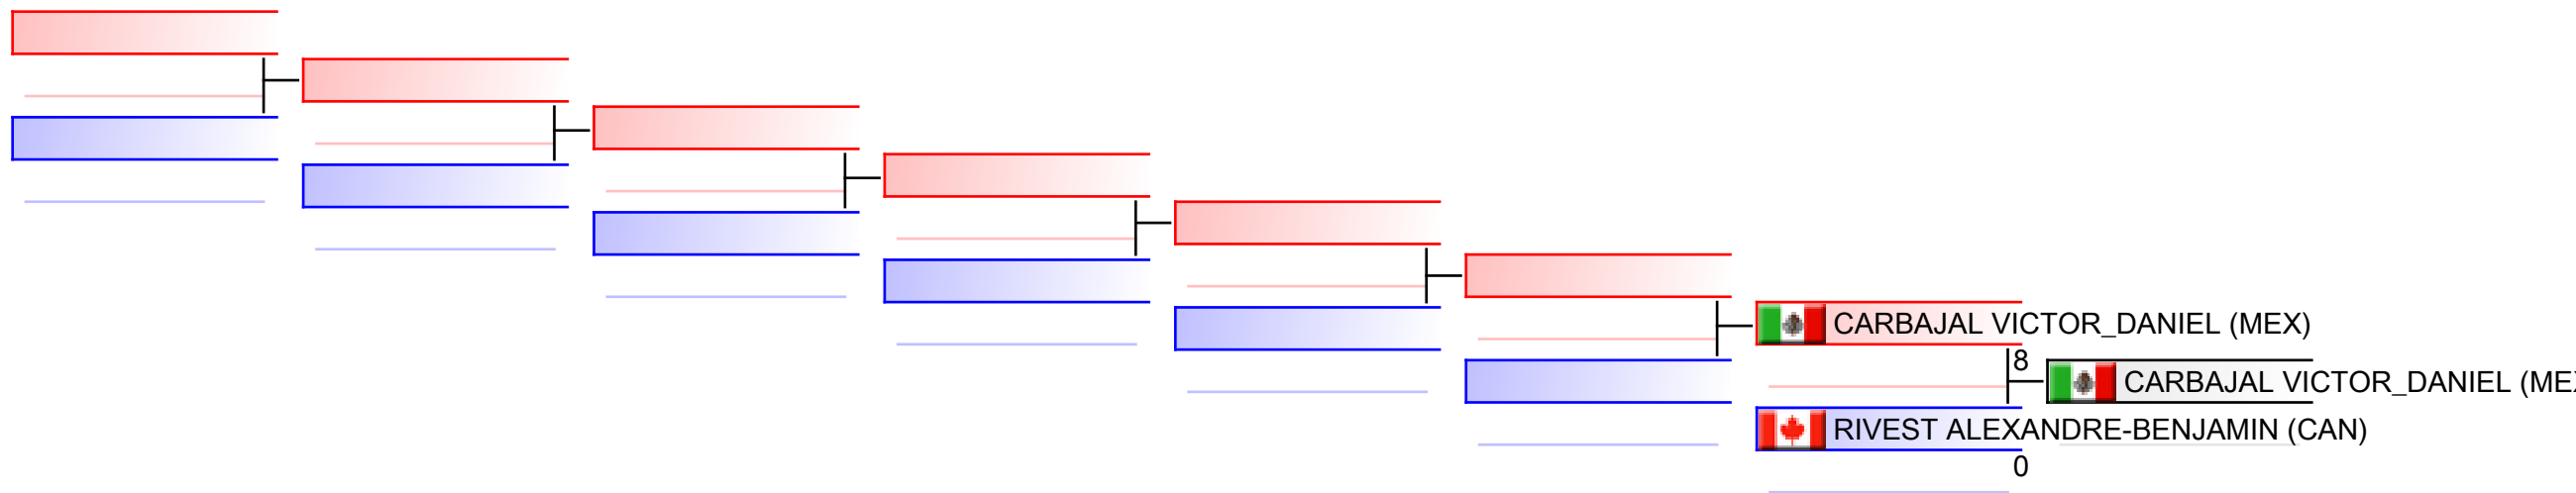 CARBAJAL VICTOR_DANIEL (MEX)
8
CARBAJAL VICTOR_DANIEL (ME
RIVEST ALEXANDRE-BENJAMIN (CAN)
0